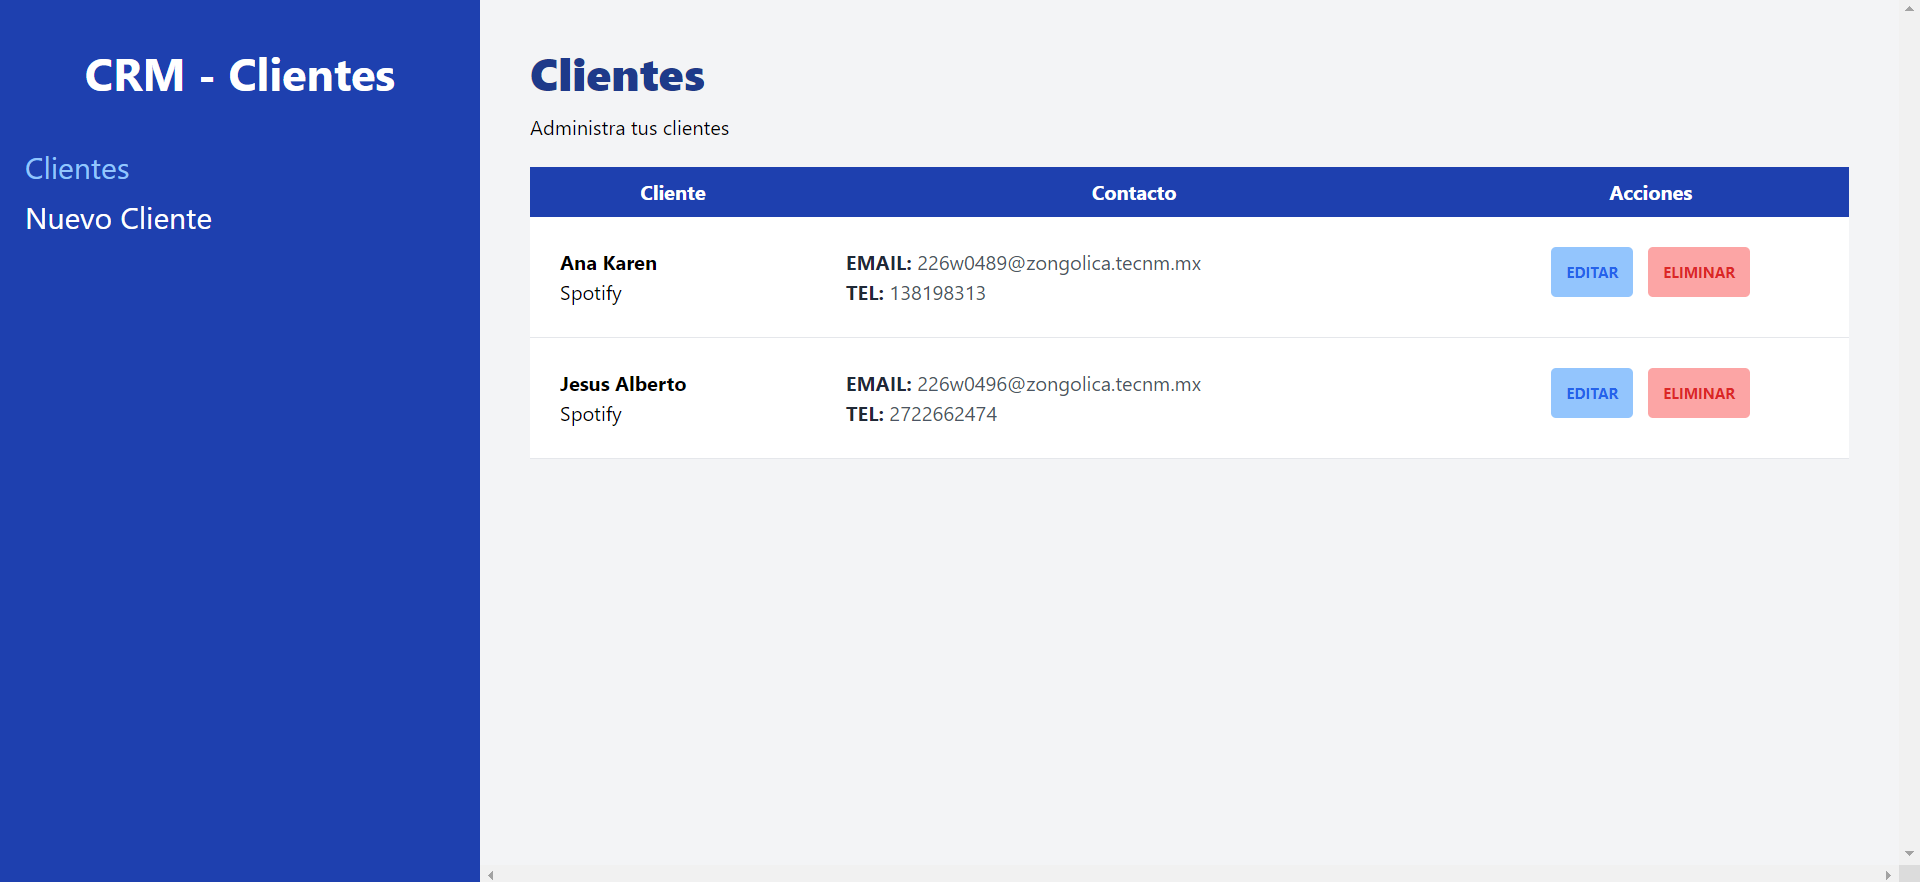 CRM - Clientes
Clientes
Nuevo Cliente
Clientes
Administra tus clientes
Cliente Contacto Acciones
Ana Karen EMAIL: 226w0489@zongolica.tecnm.mx EDITAR ELIMINAR
Spotify TEL: 138198313
Jesus Alberto EMAIL: 226w0496@zongolica.tecnm.mx EDITAR ELIMINAR
Spotify TEL: 2722662474